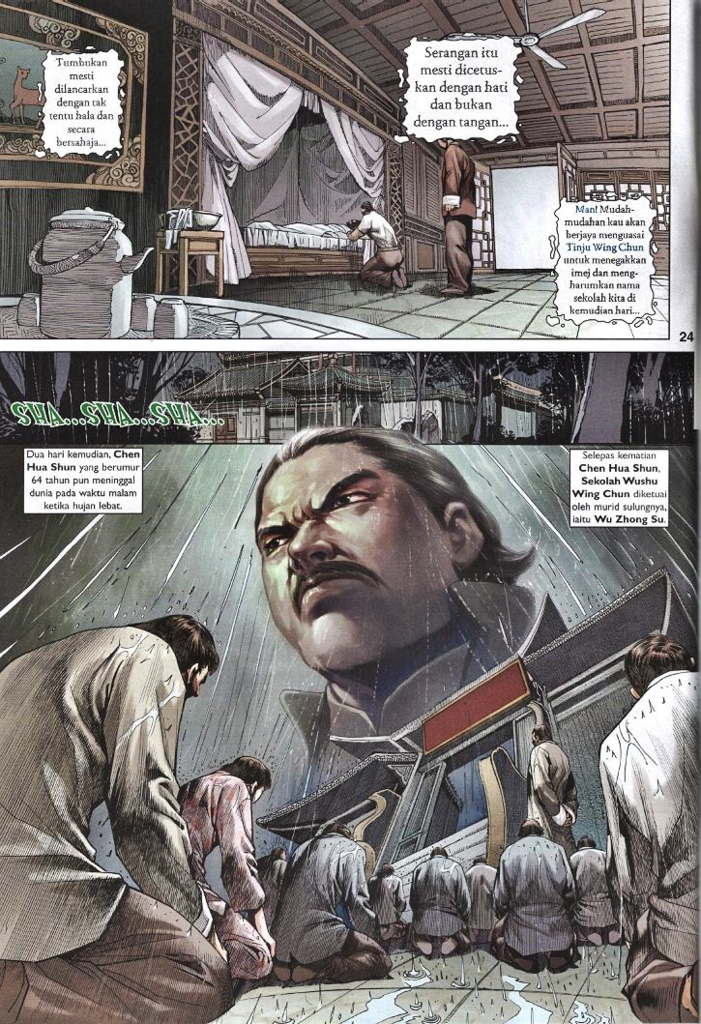 Tumbukan
mesti
dilancarkan
dengan tak
tentu hala dan
secara
bersahaja...
Serangan itu
mesti dicetus-
kan dengan hati
dan bukan
dengan tangan...
Man! Mudah-
mudahan kau akan
berjaya menguasai
Tinju Wing Chun
untuk menegakkan
imej dan meng-
harumkan nama
sekolah kita di
kemudian hari...
24
SHA...SHA...SHA...
Dua hari kemudian, Chen
Hua Shun yang berumur
64 tahun pun meninggal
dunia pada waktu malam
ketika hujan lebat.
Selepas kematian
Chen Hua Shun,
Sekolah Wushu
Wing Chun diketuai
oleh murid sulungnya,
iaitu Wu Zhong Su.